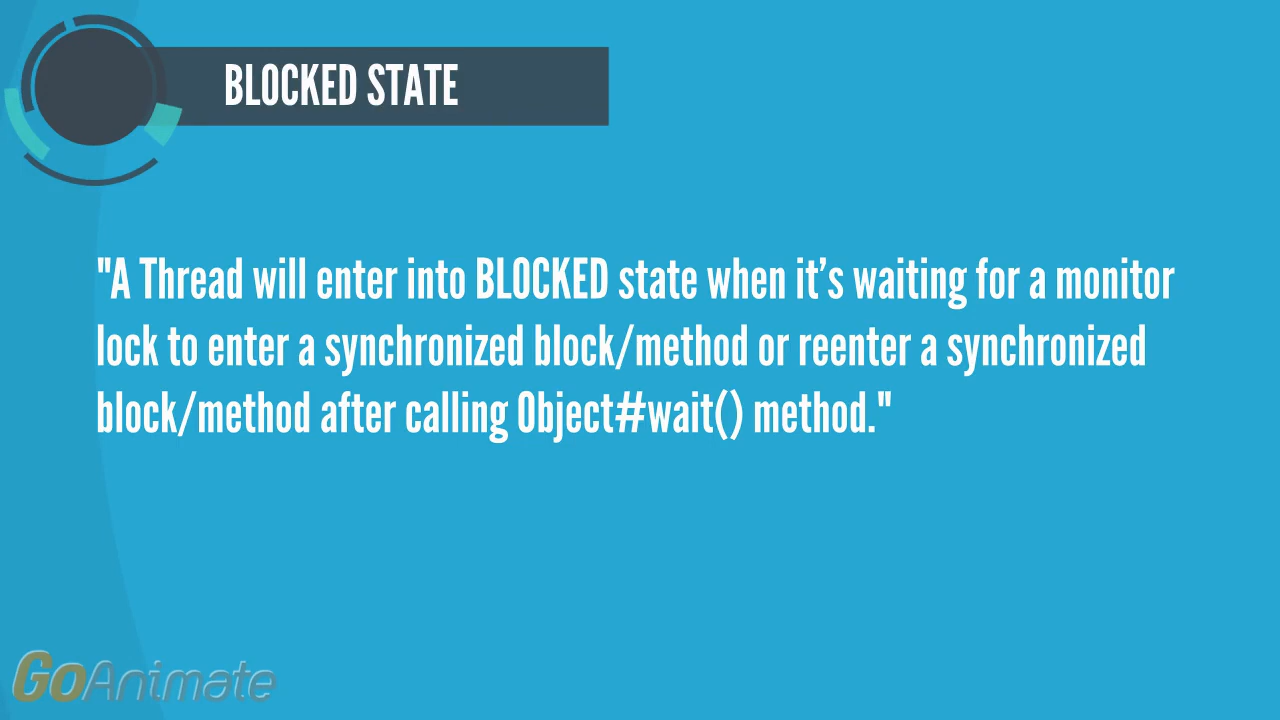 BLOCKED STATE
"A Thread will enter into BLOCKED state when it’s waiting for a monitor
lock to enter a synchronized block/method or reenter a synchronized
block/method after calling Object#wait() method."
GoAnimate